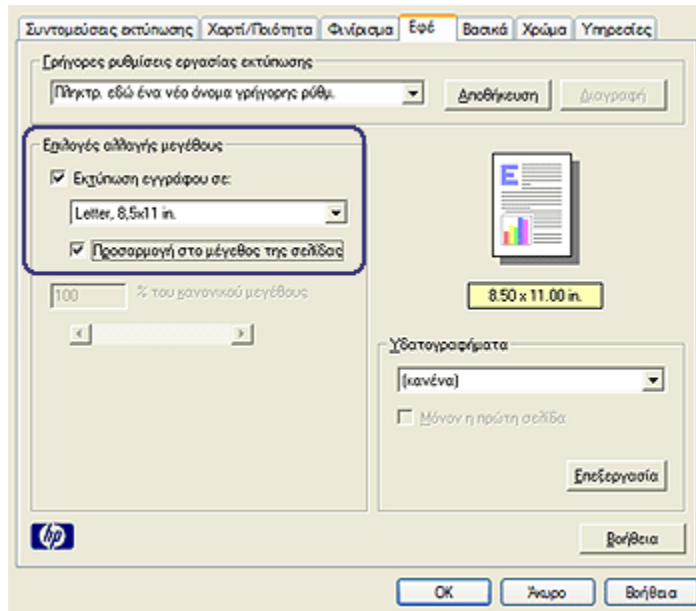 Συντομεύσεις εκτύπωσης Χαρτί/Ποιότητα Φινίρισμα Εφέ Βασικά Χρώμα Υπηρεσίες
Γρήγορες ρυθμίσεις εργασίας εκτύπωσης
Πληκτρ. εδώ ένα νέο όνομα γρήγορης ρύθμ. Αποθήκευση Διαγραφή
Επιλογές αλλαγής μεγέθους
Εκτύπωση εγγράφου σε:
Letter, 8,5x11 in.
Προσαρμογή στο μέγεθος της σελίδας
100 % του κανονικού μεγέθους
E
8.50 x 11.00 in.
Υδατογραφήματα
(κανένα)
Μόνον η πρώτη σελίδα
Επεξεργασία
hp
Βοήθεια
OK Άκυρο Βοήθεια